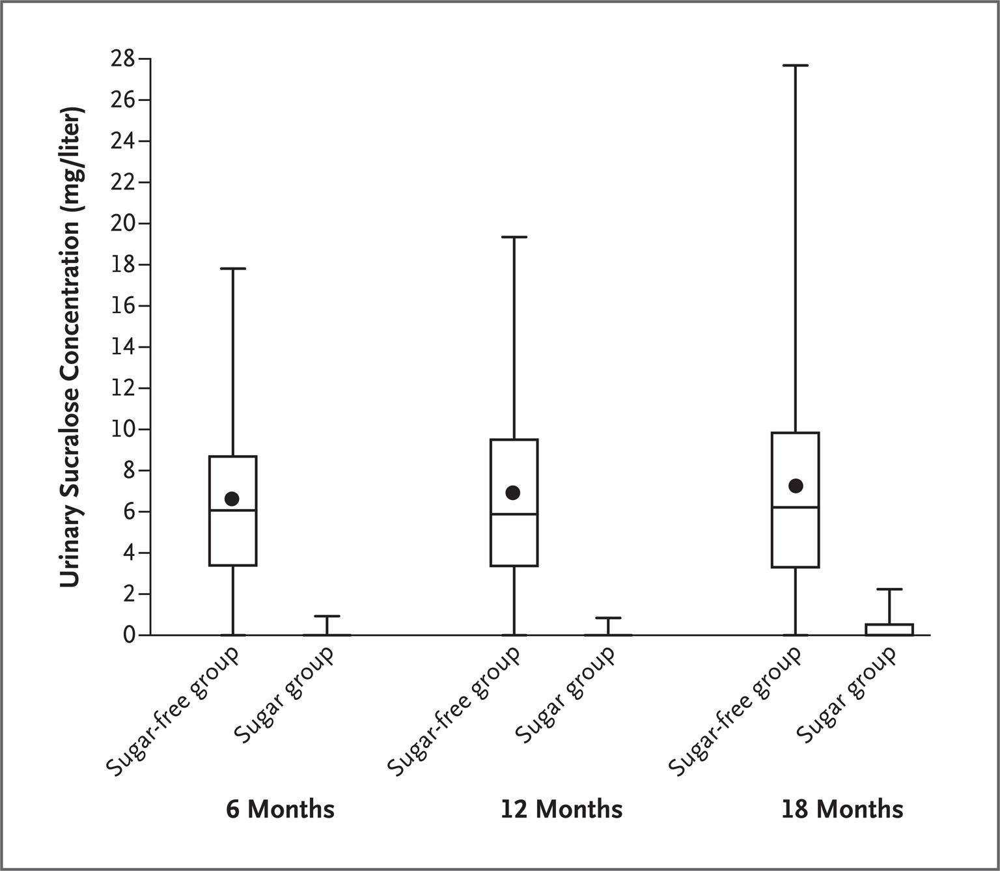 Urinary Sucralose Concentration (mg/liter)
28
26
24
22
20
18
16
14
12
10
8
6
4
2
0
Sugar-free group
Sugar group
Sugar-free group
Sugar group
Sugar-free group
Sugar group
6 Months
12 Months
18 Months